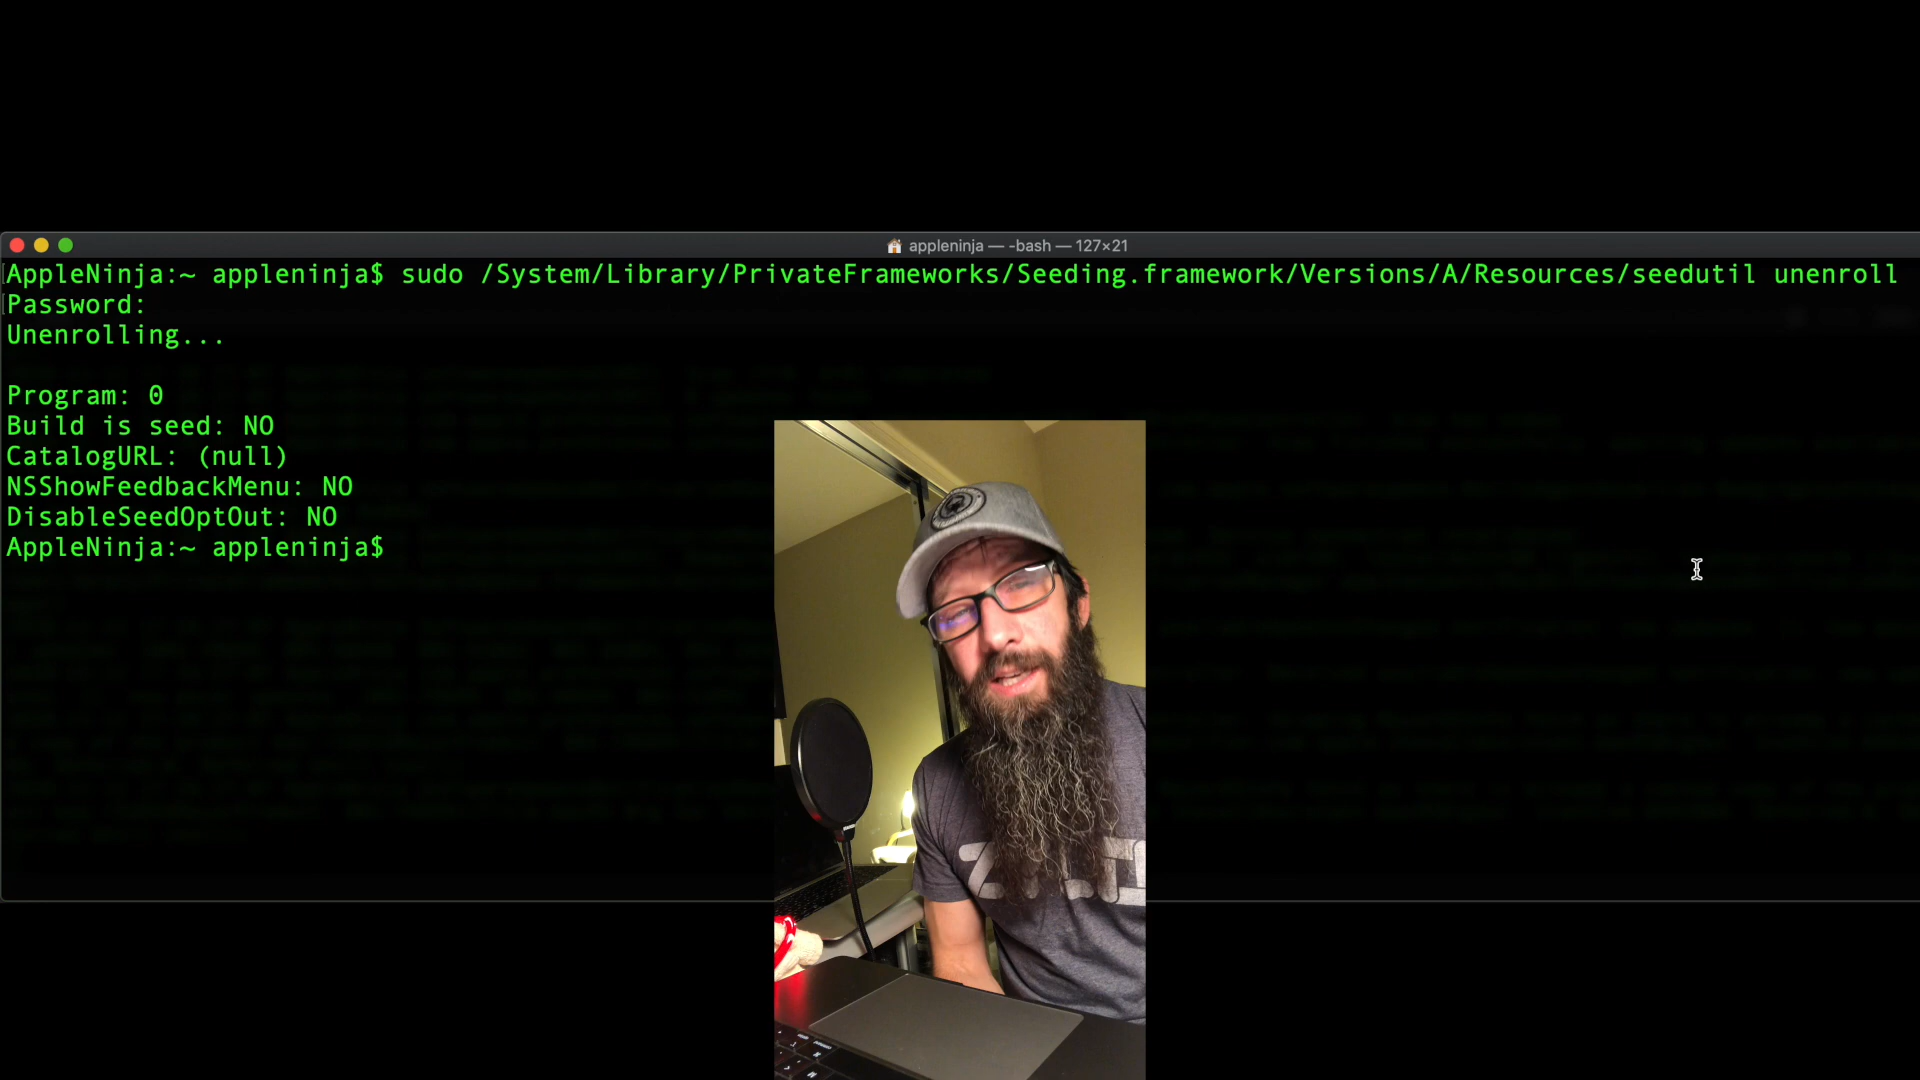 appleninja — -bash — 127×21
AppleNinja:~ appleninja$ sudo /System/Library/PrivateFrameworks/Seeding.framework/Versions/A/Resources/seedutil unenroll
Password:
Unenrolling...
Program: 0
Build is seed: NO
CatalogURL: (null)
NSShowFeedbackMenu: NO
DisableSeedOptOut: NO
AppleNinja:~ appleninja$